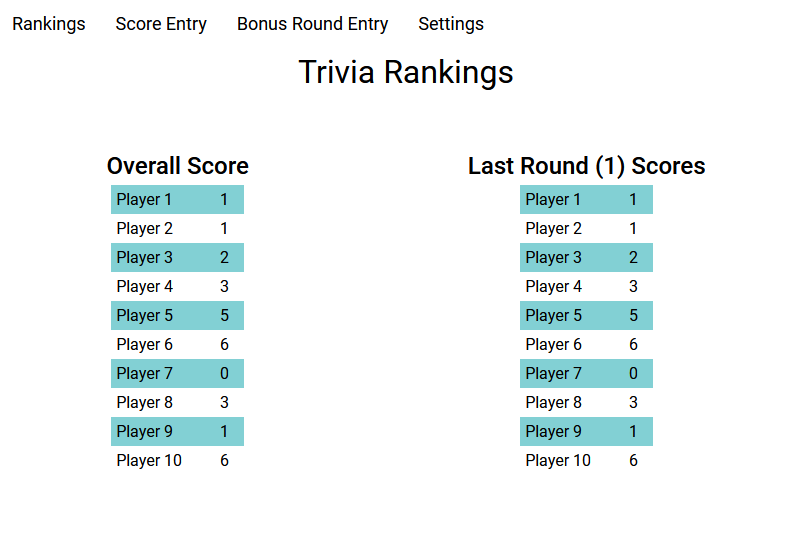 Rankings Score Entry Bonus Round Entry Settings
Trivia Rankings
Overall Score
Player 1 1
Player 2 1
Player 3 2
Player 4 3
Player 5 5
Player 6 6
Player 7 0
Player 8 3
Player 9 1
Player 10 6
Last Round (1) Scores
Player 1 1
Player 2 1
Player 3 2
Player 4 3
Player 5 5
Player 6 6
Player 7 0
Player 8 3
Player 9 1
Player 10 6